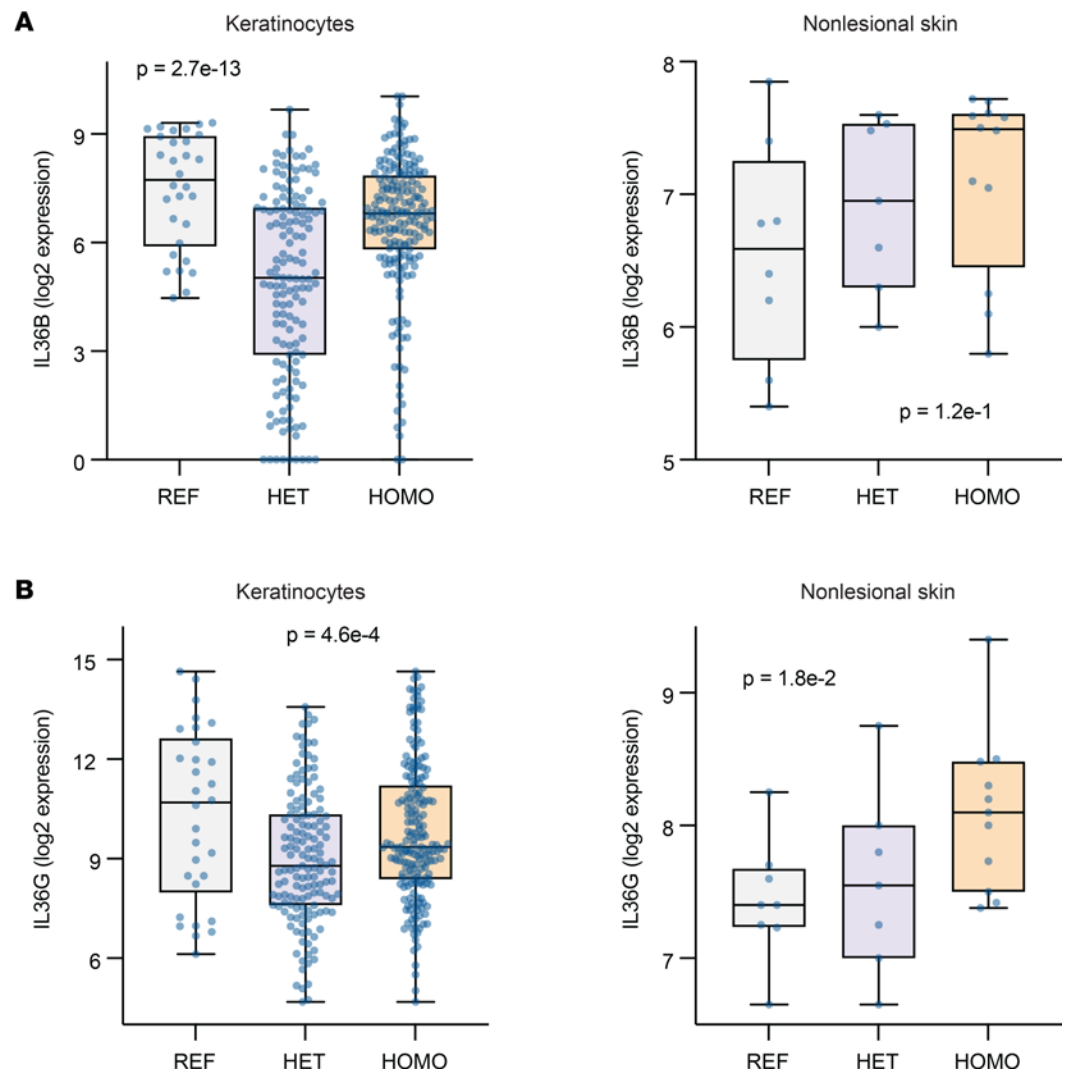 A
Keratinocytes
p = 2.7e-13
IL36B (log2 expression)
9
6
3
0
REF HET HOMO
Nonlesional skin
IL36B (log2 expression)
8
7
6
5
p = 1.2e-1
REF HET HOMO
B
Keratinocytes
p = 4.6e-4
IL36G (log2 expression)
15
12
9
6
REF HET HOMO
Nonlesional skin
p = 1.8e-2
IL36G (log2 expression)
9
8
7
REF HET HOMO